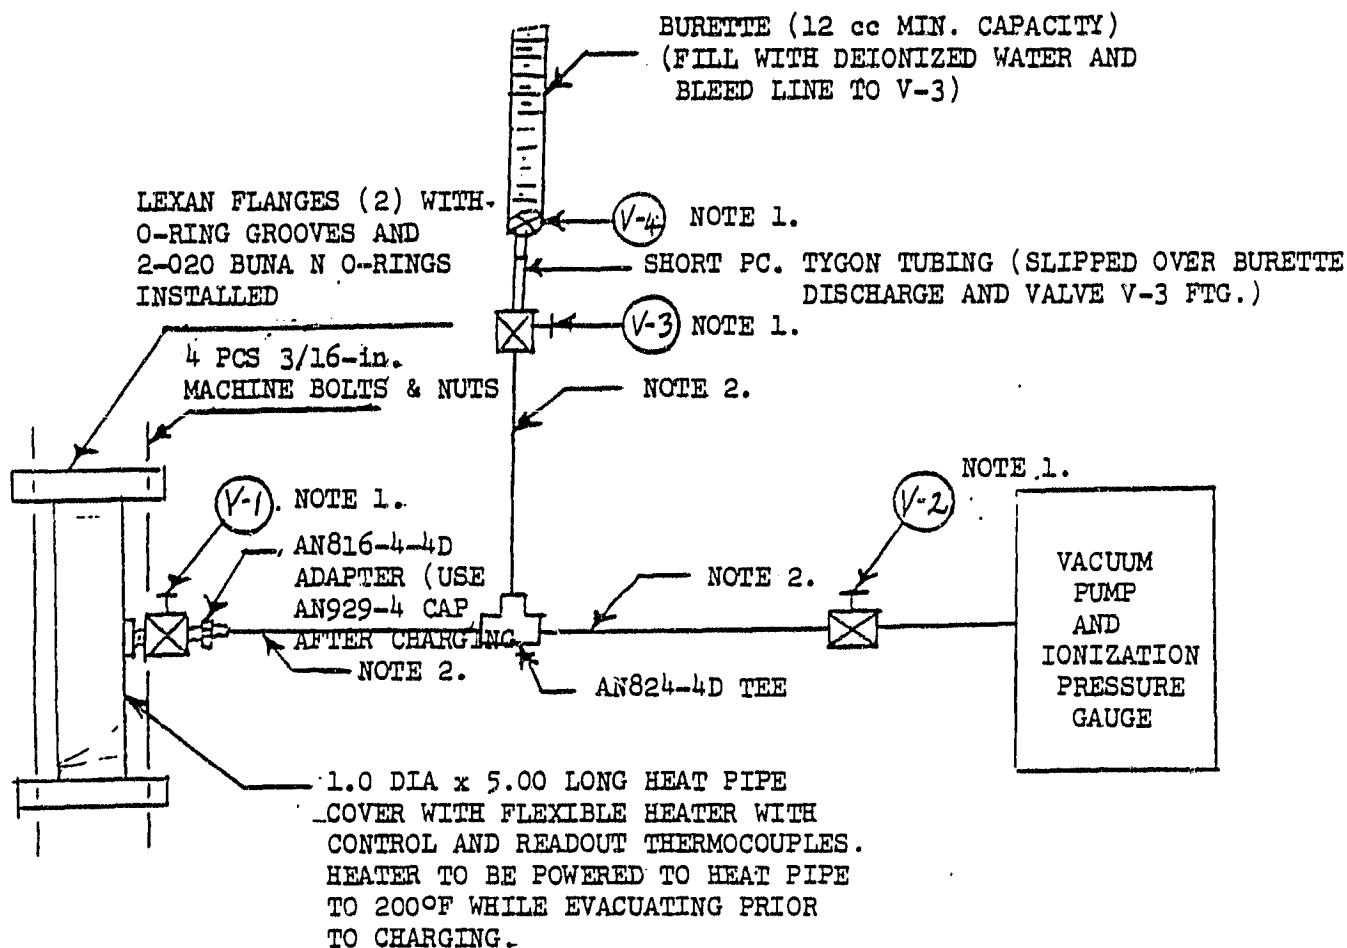 BURETTE (12 cc MIN. CAPACITY)
(FILL WITH DEIONIZED WATER AND
BLEED LINE TO V-3)
LEXAN FLANGES (2) WITH
O-RING GROOVES AND
2-020 BUNA N O-RINGS
INSTALLED
V-4 NOTE 1.
SHORT PC. TYGON TUBING (SLIPPED OVER BURETTE
DISCHARGE AND VALVE V-3 FTG.)
V-3 NOTE 1.
4 PCS 3/16-in.
MACHINE BOLTS & NUTS
NOTE 2.
V-1 NOTE 1.
AN816-4-4D
ADAPTER (USE
AN929-4 CAP
AFTER CHARGING
NOTE 2.
NOTE 2.
AN824-4D TEE
NOTE 1.
V-2
VACUUM
PUMP
AND
IONIZATION
PRESSURE
GAUGE
1.0 DIA x 5.00 LONG HEAT PIPE
COVER WITH FLEXIBLE HEATER WITH
CONTROL AND READOUT THERMOCOUPLES.
HEATER TO BE POWERED TO HEAT PIPE
TO 200°F WHILE EVACUATING PRIOR
TO CHARGING.